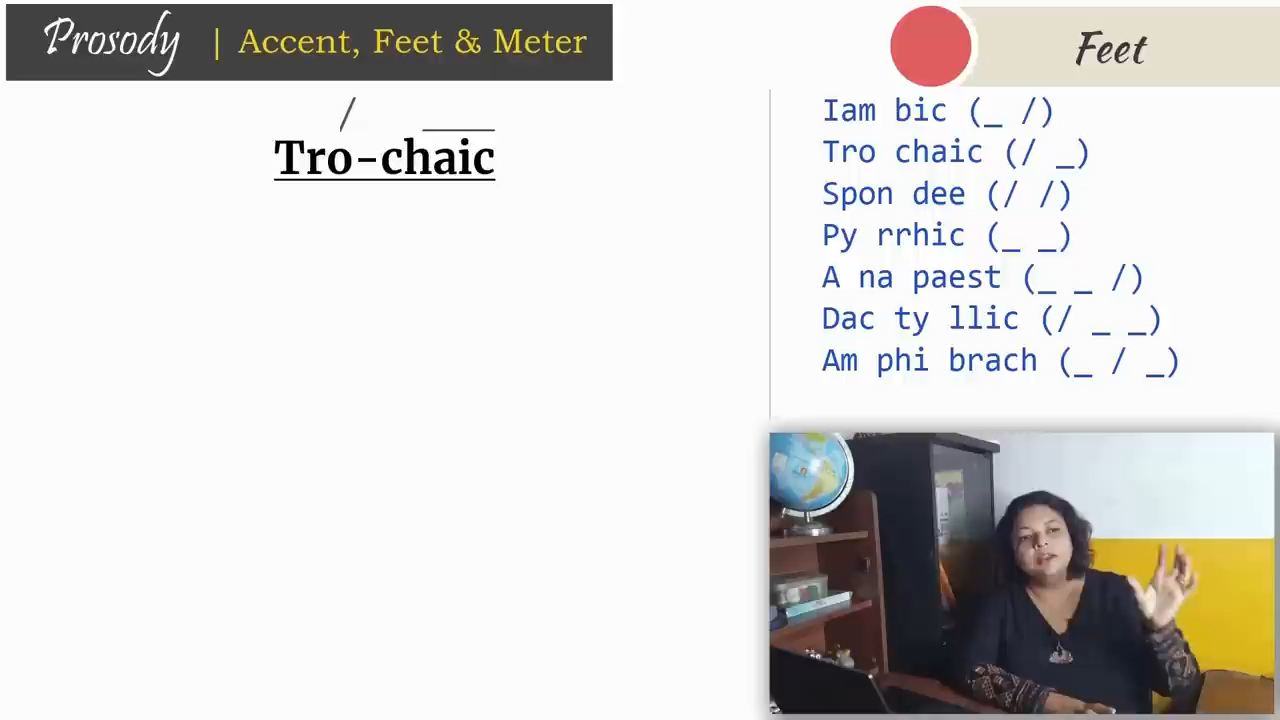 Prosody | Accent, Feet & Meter
Feet
/ _
Tro-chaic
Iam bic (_ /)
Tro chaic (/ _)
Spon dee (/ /)
Py rrhic (_ _)
A na paest (_ _ /)
Dac ty llic (/ _ _)
Am phi brach (_ / _)